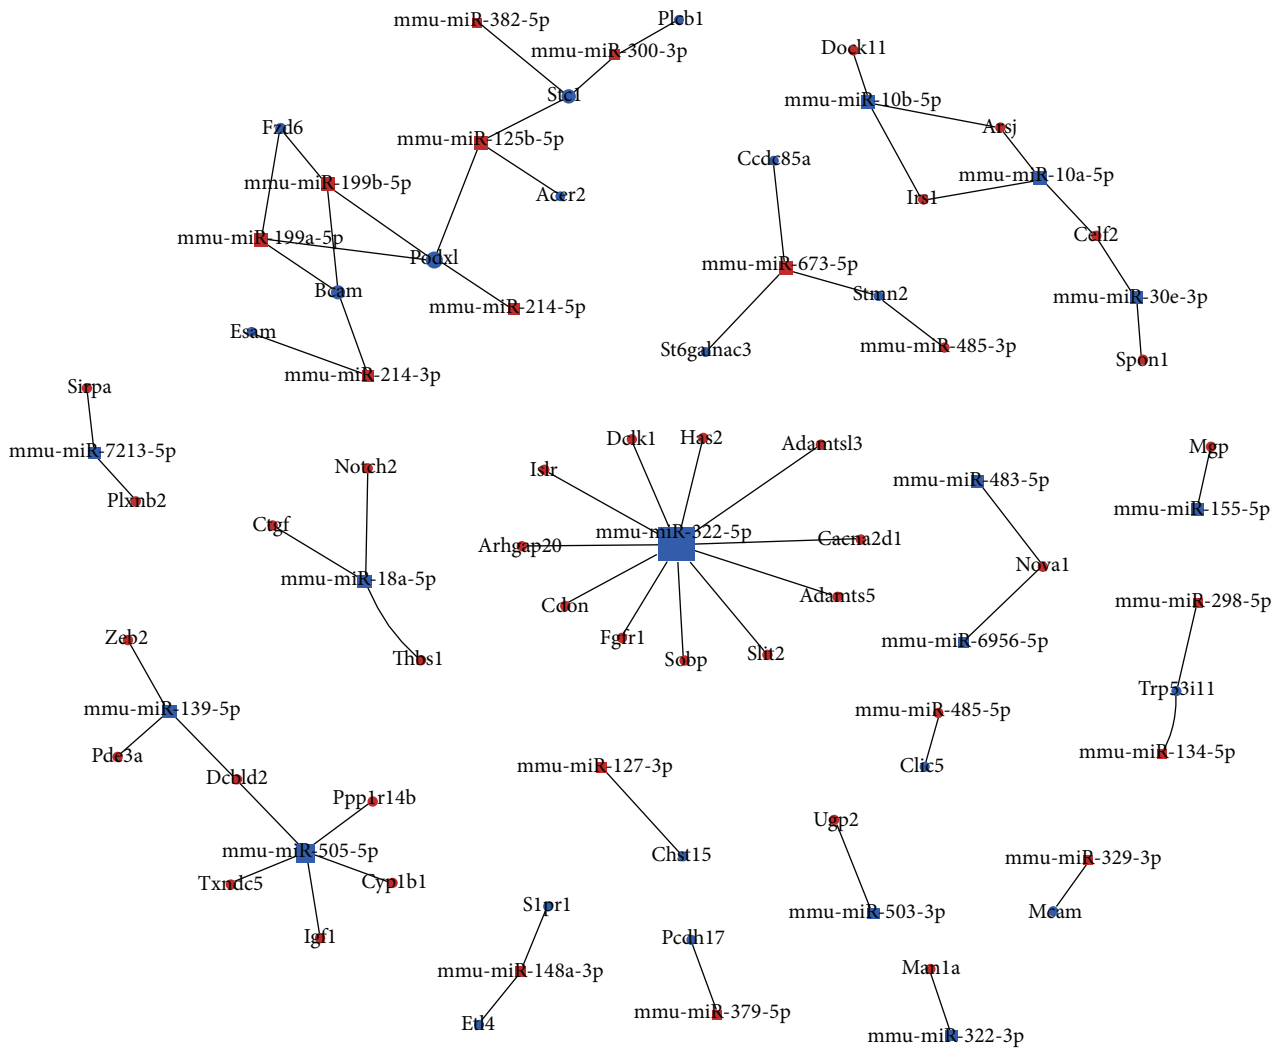 mmu-miR-382-5p
Plcb1
mmu-miR-300-3p
Dock11
Stc1
mmu-miR-10b-5p
Fzd6
Arsj
mmu-miR-125b-5p
Ccdc85a
mmu-miR-199b-5p
mmu-miR-10a-5p
Acer2
Irs1
mmu-miR-199a-5p
Celf2
Podxl
mmu-miR-673-5p
Bcam
Stmn2
mmu-miR-30e-3p
mmu-miR-214-5p
Esam
St6galnac3
mmu-miR-485-3p
Spon1
mmu-miR-214-3p
Sirpa
Dclk1
Has2
Adamtsl3
Mgp
mmu-miR-7213-5p
Notch2
Islr
mmu-miR-483-5p
Plxnb2
mmu-miR-155-5p
Ctgf
mmu-miR-322-5p
Arhgap20
Cacna2d1
Nova1
mmu-miR-18a-5p
Cdon
Adamts5
mmu-miR-298-5p
Zeb2
Fgfr1
mmu-miR-6956-5p
Thbs1
Sobp
Slit2
Trp53i11
mmu-miR-139-5p
mmu-miR-485-5p
Pde3a
mmu-miR-134-5p
Dcbld2
mmu-miR-127-3p
Clic5
Ppp1r14b
Ugp2
mmu-miR-505-5p
Chst15
mmu-miR-329-3p
Txndc5
Cyp1b1
S1pr1
mmu-miR-503-3p
Mcam
Igf1
Pcdh17
mmu-miR-148a-3p
Man1a
Etl4
mmu-miR-379-5p
mmu-miR-322-3p